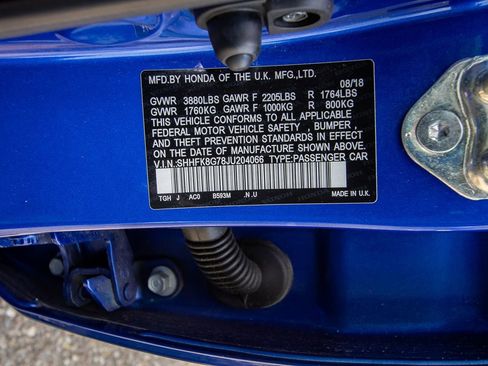 MFD.BY HONDA OF THE U.K. MFG.,LTD.
08/18
GVWR 3880LBS GAWR F 2205LBS R 1764LBS
GVWR 1760KG GAWR F 1000KG R 800KG
THIS VEHICLE CONFORMS TO ALL APPLICABLE
FEDERAL MOTOR VEHICLE SAFETY , BUMPER ,
AND THEFT PREVENTION STANDARDS IN
EFFECT ON THE DATE OF MANUFACTURE
SHOWN ABOVE.
V.I.N.:SHHFK8G78JU204066 TYPE:PASSENGER CAR
TGH J AC0 B593M .N.U MADE IN U.K.